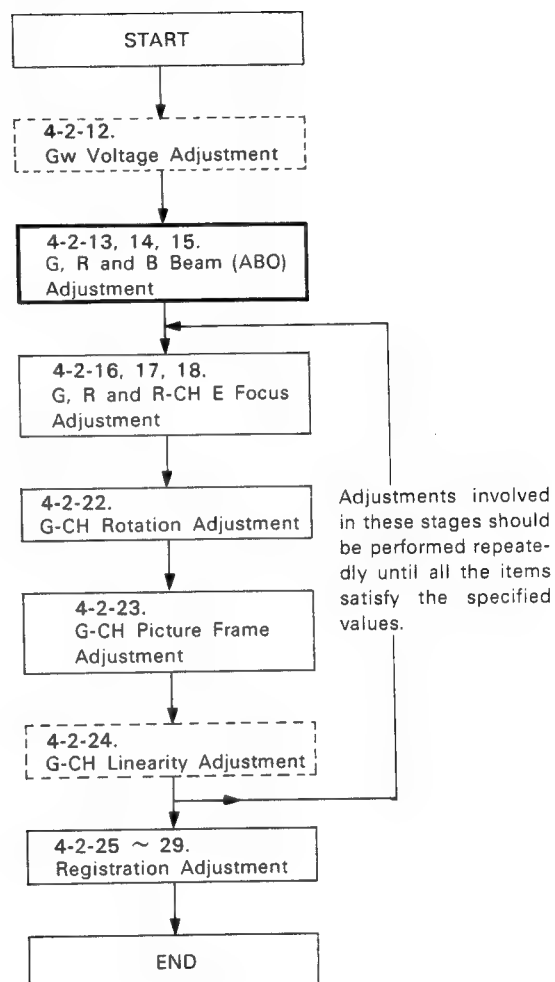 START
4-2-12.
Gw Voltage Adjustment
4-2-13, 14, 15.
G, R and B Beam (ABO)
Adjustment
4-2-16, 17, 18.
G, R and R-CH E Focus
Adjustment
4-2-22.
G-CH Rotation Adjustment
4-2-23.
G-CH Picture Frame
Adjustment
4-2-24.
G-CH Linearity Adjustment
4-2-25 ~ 29.
Registration Adjustment
END
Adjustments involved
in these stages should
be performed repeate-
dly until all the items
satisfy the specified
values.